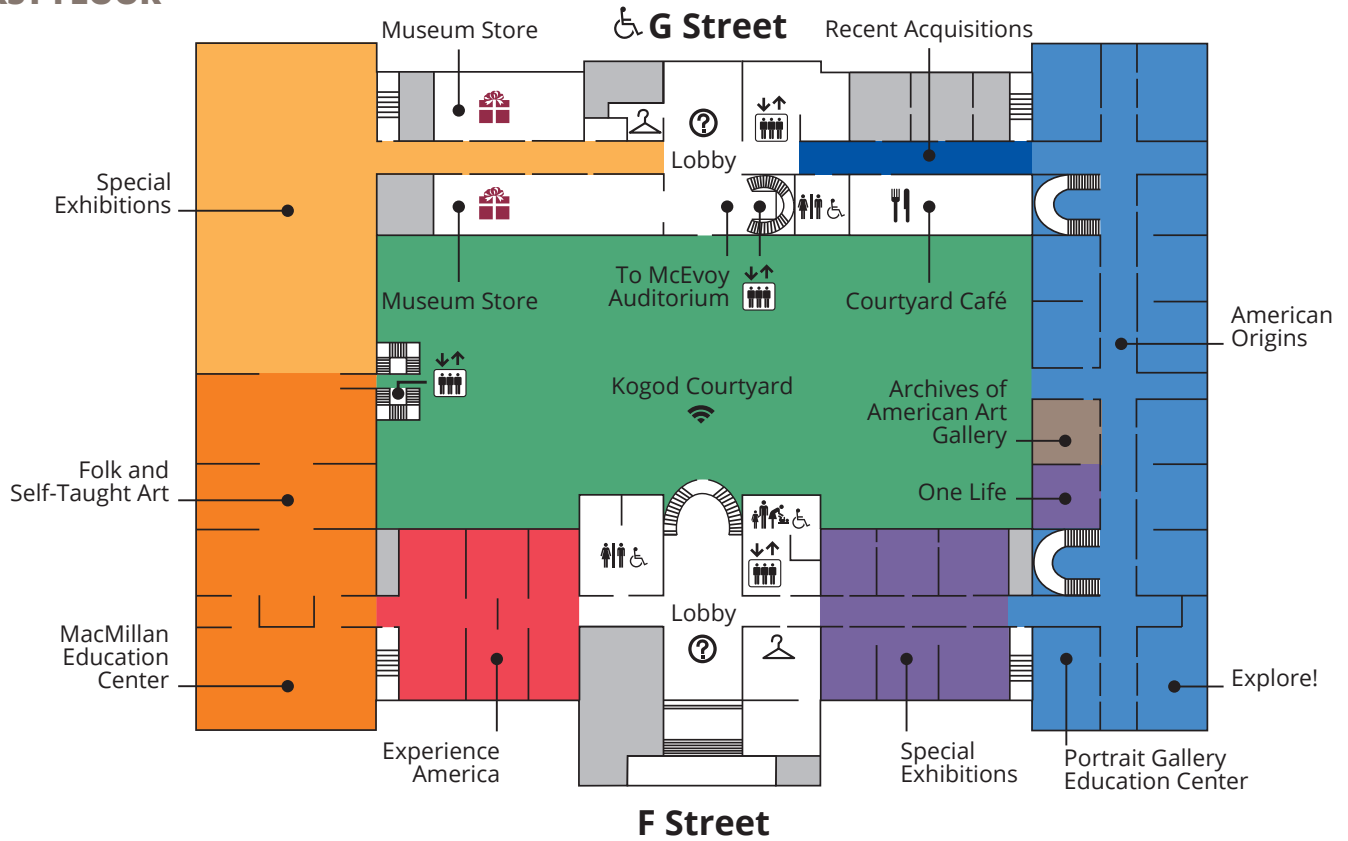 FIRST FLOOR
Museum Store
G Street
Recent Acquisitions
?
Lobby
Special
Exhibitions
To McEvoy
Auditorium
Museum Store
Courtyard Café
American
Origins
Kogod Courtyard
Archives of
American Art
Gallery
Folk and
Self-Taught Art
One Life
Lobby
?
MacMillan
Education
Center
Explore!
Experience
America
Special
Exhibitions
Portrait Gallery
Education Center
F Street